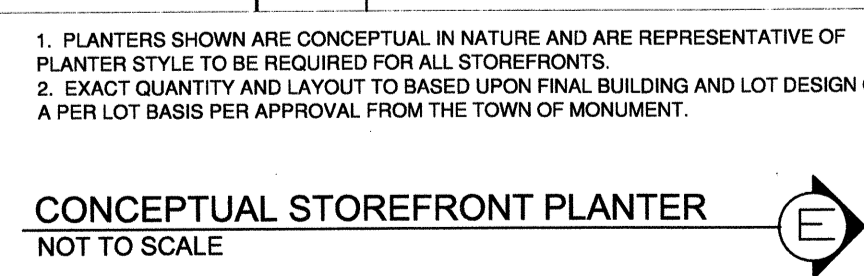 1. PLANTERS SHOWN ARE CONCEPTUAL IN NATURE AND ARE REPRESENTATIVE OF
PLANTER STYLE TO BE REQUIRED FOR ALL STOREFRONTS.
2. EXACT QUANTITY AND LAYOUT TO BASED UPON FINAL BUILDING AND LOT DESIGN
A PER LOT BASIS PER APPROVAL FROM THE TOWN OF MONUMENT.
CONCEPTUAL STOREFRONT PLANTER
E
NOT TO SCALE